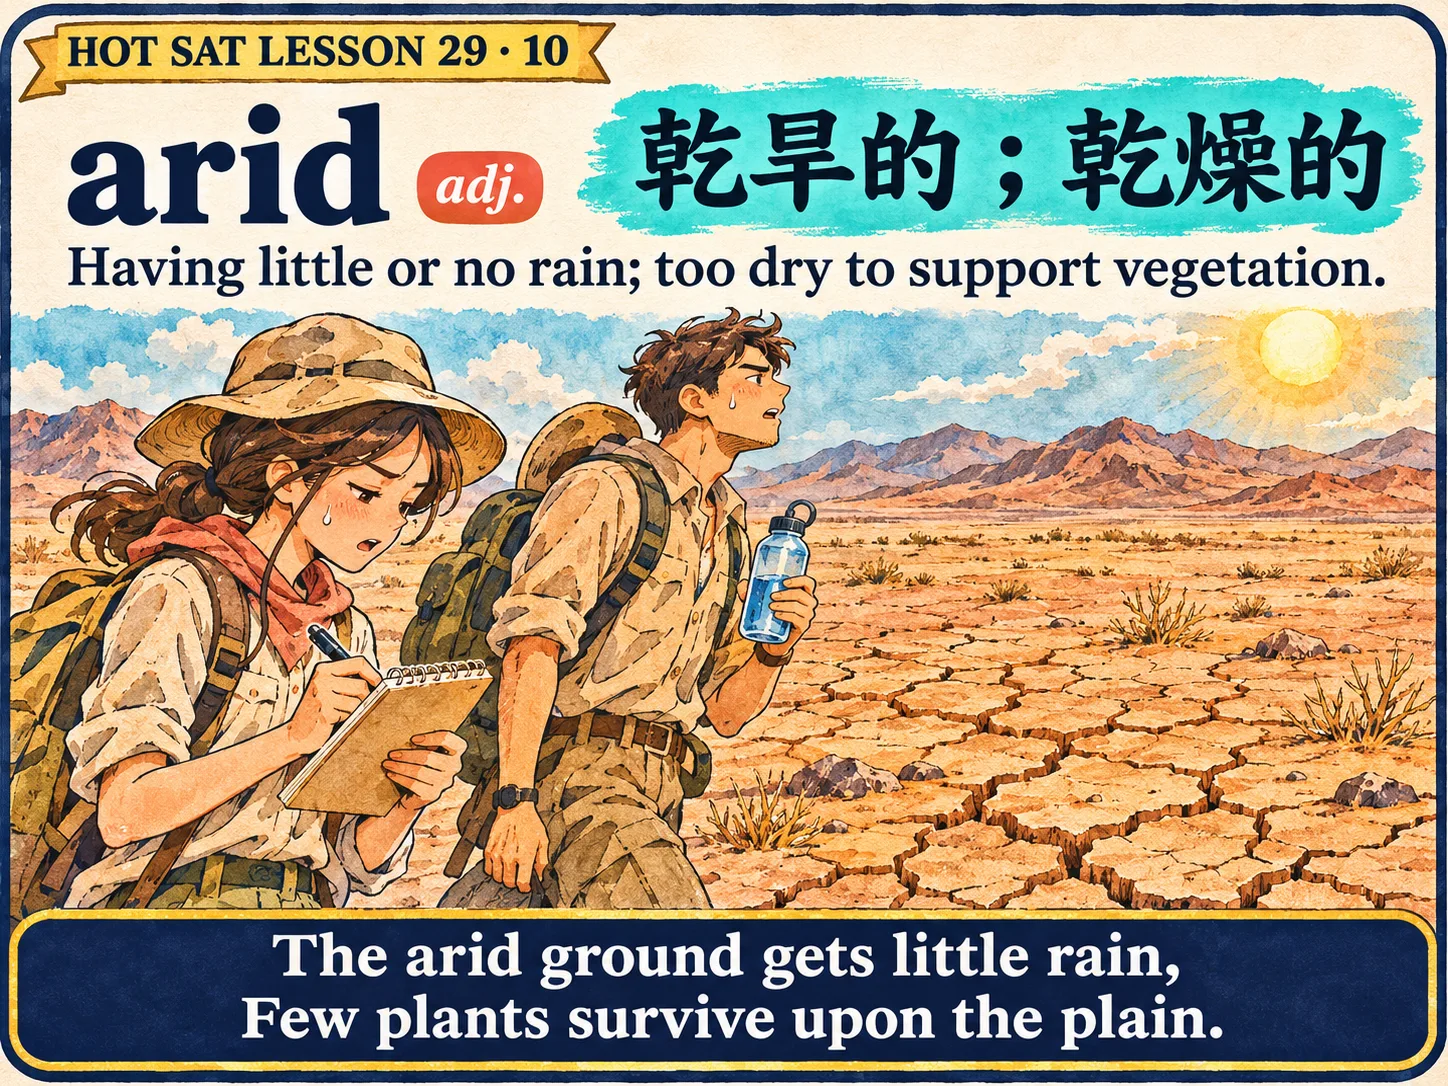 HOT SAT LESSON 29 · 10
arid adj. 乾旱的；乾燥的
Having little or no rain; too dry to support vegetation.
The arid ground gets little rain,
Few plants survive upon the plain.